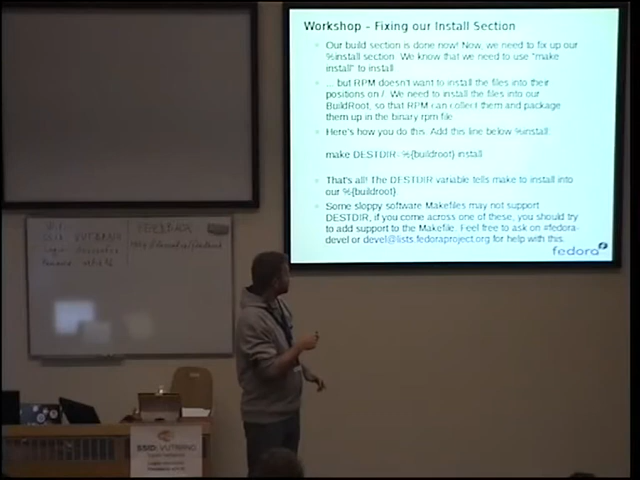 Workshop - Fixing our Install Section
Our build section is done now! Now, we need to fix up our
%install section. We know that we need to use "make
install" to install
... but RPM doesn't want to install the files into their
positions on /. We need to install the files into our
BuildRoot, so that RPM can collect them and package
them up in the binary rpm file
Here's how you do this. Add this line below %install
make DESTDIR=%{buildroot} install
That's all! The DESTDIR variable tells make to install into
our %{buildroot}
Some sloppy software Makefiles may not support
DESTDIR, if you come across one of these, you should try
to add support to the Makefile. Feel free to ask on #fedora-
devel or devel@lists.fedoraproject.org for help with this.
fedora
FEEDBACK
SSID: VUTBRNO